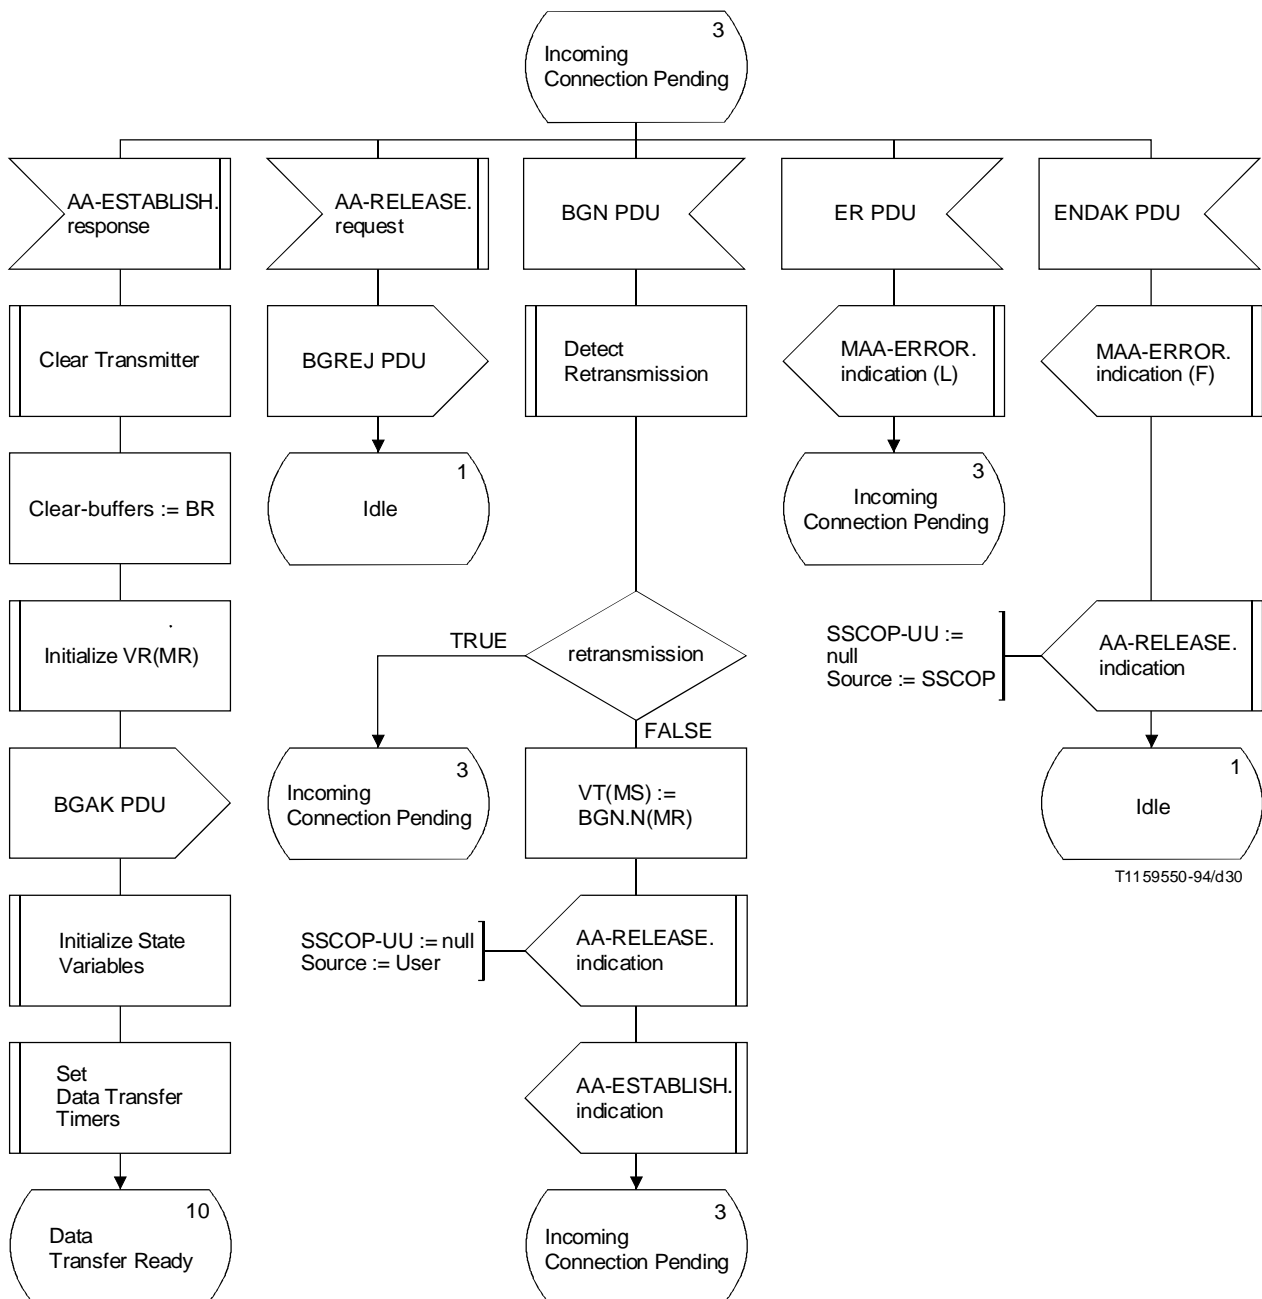 3
Incoming
Connection Pending
AA-ESTABLISH.
response
AA-RELEASE.
request
BGN PDU
ER PDU
ENDAK PDU
Clear Transmitter
BGREJ PDU
Detect
Retransmission
MAA-ERROR.
indication (L)
MAA-ERROR.
indication (F)
Clear-buffers := BR
1
Idle
3
Incoming
Connection Pending
Initialize VR(MR)
TRUE
retransmission
FALSE
SSCOP-UU :=
null
Source := SSCOP
AA-RELEASE.
indication
BGAK PDU
3
Incoming
Connection Pending
VT(MS) :=
BGN.N(MR)
1
Idle
T1159550-94/d30
Initialize State
Variables
SSCOP-UU := null
Source := User
AA-RELEASE.
indication
Set
Data Transfer
Timers
AA-ESTABLISH.
indication
10
Data
Transfer Ready
3
Incoming
Connection Pending